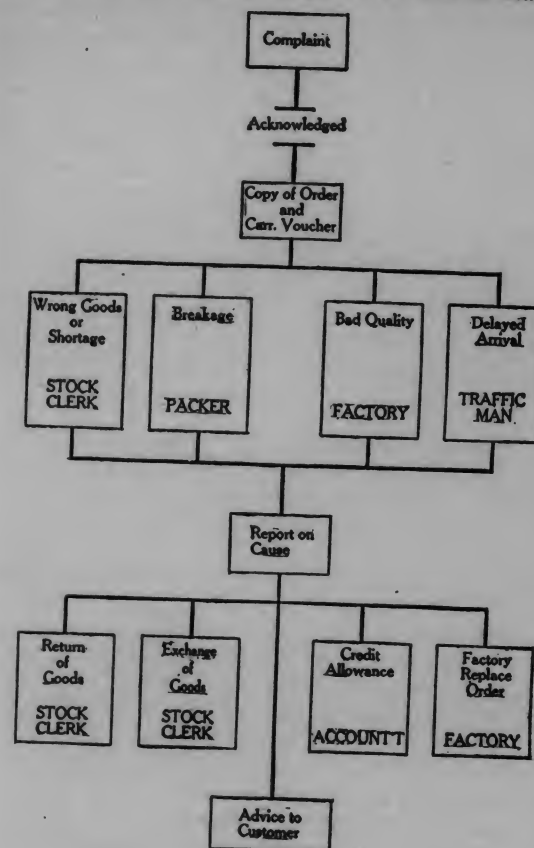 Complaint
Acknowledged
Copy of Order
and
Carr. Voucher
Wrong Goods
or
Shortage
STOCK
CLERK
Breakage
PACKER
Bad Quality
FACTORY
Delayed
Arrival
TRAFFIC
MAN
Report on
Cause
Return
of
Goods
STOCK
CLERK
Exchange
of
Goods
STOCK
CLERK
Credit
Allowance
ACCOUNT'T
Factory
Replace
Order
FACTORY
Advice to
Customer